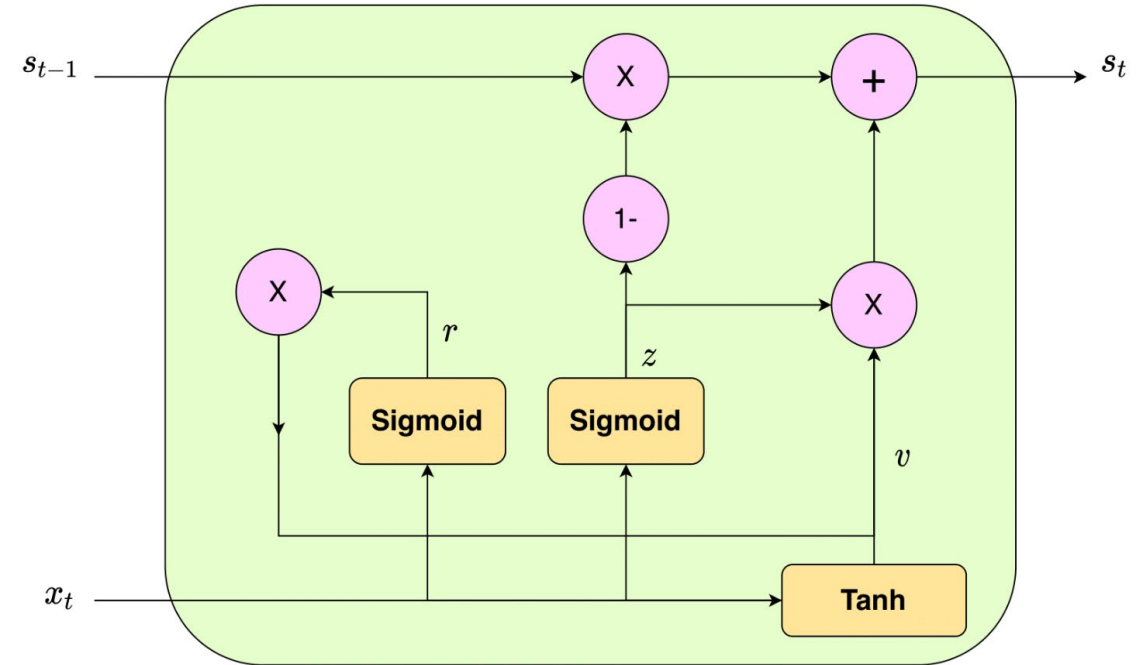 s_{t-1}
X
+
s_t
1-
X
r
X
z
Sigmoid
Sigmoid
v
x_t
Tanh